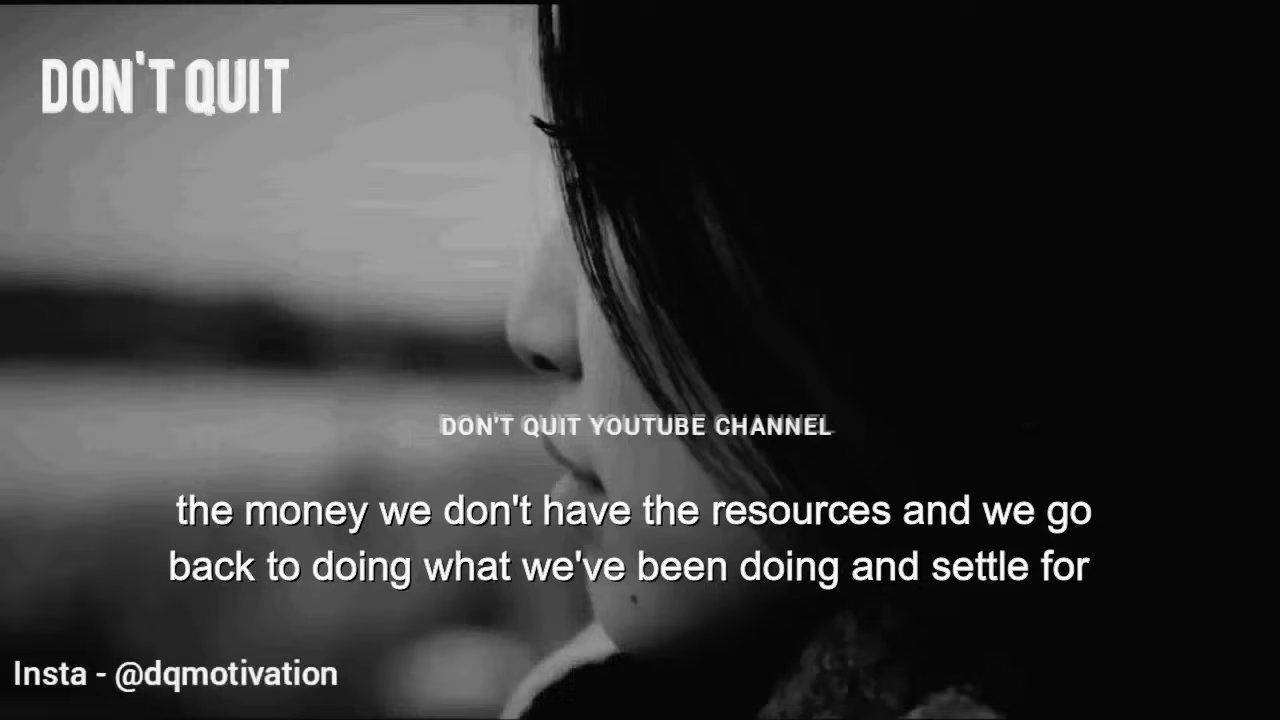 DON'T QUIT
DON'T QUIT YOUTUBE CHANNEL
the money we don't have the resources and we go
back to doing what we've been doing and settle for
Insta - @dqmotivation